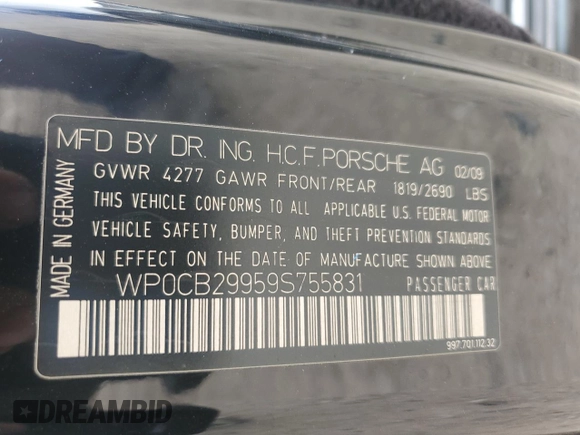 MFD BY DR. ING. H.C.F. PORSCHE AG 02/09
GVWR 4277 GAWR FRONT/REAR 1819/2690 LBS
THIS VEHICLE CONFORMS TO ALL APPLICABLE U.S. FEDERAL MOTOR
VEHICLE SAFETY, BUMPER, AND THEFT PREVENTION STANDARDS
IN EFFECT ON THE DATE OF MANUFACTURE SHOWN ABOVE
WP0CB29959S755831 PASSENGER CAR
997.701.112.32
MADE IN GERMANY
DREAMBID